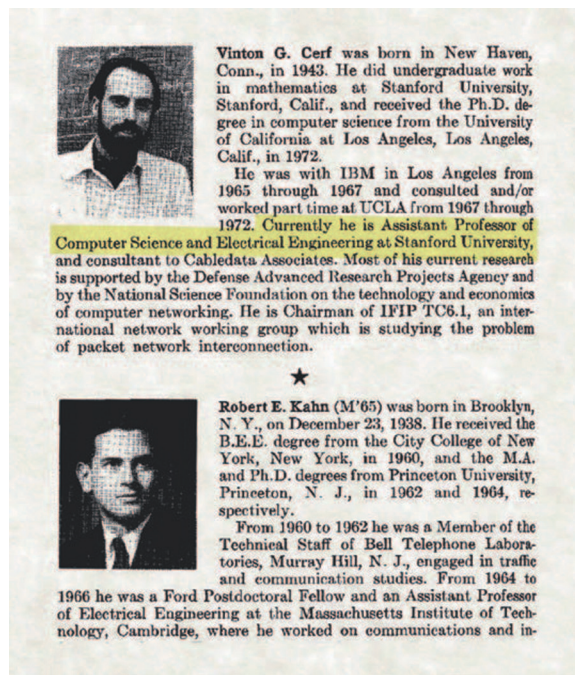 Vinton G. Cerf was born in New Haven,
Conn., in 1943. He did undergraduate work
in mathematics at Stanford University,
Stanford, Calif., and received the Ph.D. de-
gree in computer science from the University
of California at Los Angeles, Los Angeles,
Calif., in 1972.
He was with IBM in Los Angeles from
1965 through 1967 and consulted and/or
worked part time at UCLA from 1967 through
1972. Currently he is Assistant Professor of
Computer Science and Electrical Engineering at Stanford University,
and consultant to Cabledata Associates. Most of his current research
is supported by the Defense Advanced Research Projects Agency and
by the National Science Foundation on the technology and economics
of computer networking. He is Chairman of IFIP TC6.1, an inter-
national network working group which is studying the problem
of packet network interconnection.
★
Robert E. Kahn (M'65) was born in Brooklyn,
N. Y., on December 23, 1938. He received the
B.E.E. degree from the City College of New
York, New York, in 1960, and the M.A.
and Ph.D. degrees from Princeton University,
Princeton, N. J., in 1962 and 1964, re-
spectively.
From 1960 to 1962 he was a Member of the
Technical Staff of Bell Telephone Labora-
tories, Murray Hill, N. J., engaged in traffic
and communication studies. From 1964 to
1966 he was a Ford Postdoctoral Fellow and an Assistant Professor
of Electrical Engineering at the Massachusetts Institute of Tech-
nology, Cambridge, where he worked on communications and in-